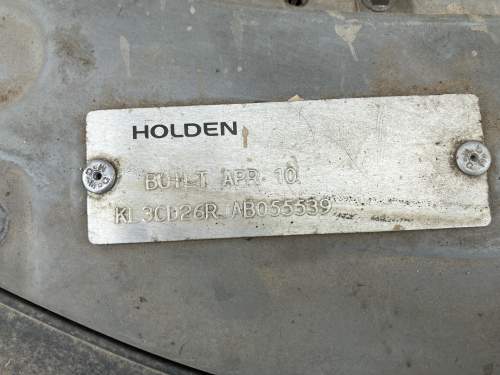 HOLDEN
BUILT APR 10
KL3CD26R AB055539